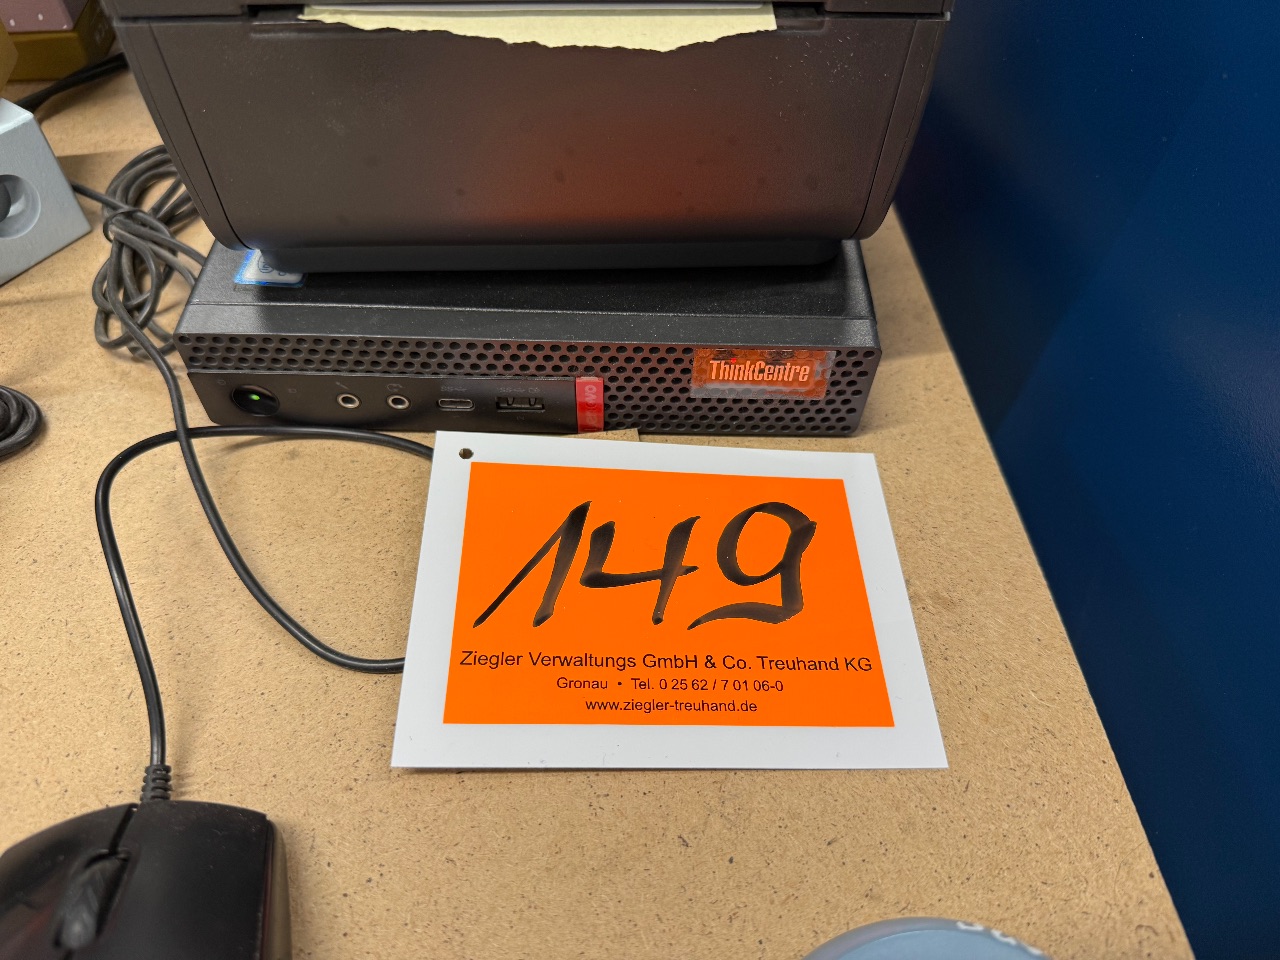 ThinkCentre
Lenovo
149
Ziegler Verwaltungs GmbH & Co. Treuhand KG
Gronau • Tel. 0 25 62 / 7 01 06-0
www.ziegler-treuhand.de